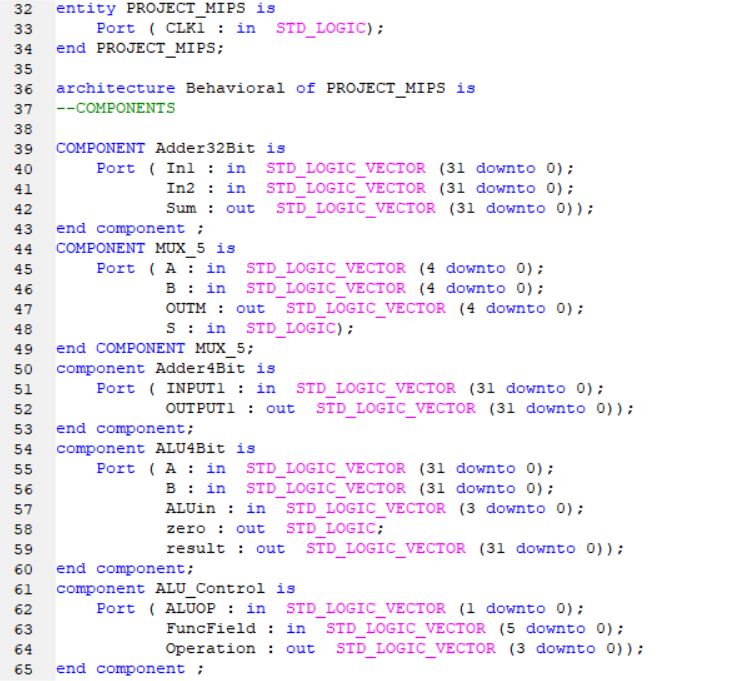 32 entity PROJECT_MIPS is
33     Port ( CLK1 : in  STD_LOGIC);
34 end PROJECT_MIPS;
35
36 architecture Behavioral of PROJECT_MIPS is
37 --COMPONENTS
38
39 COMPONENT Adder32Bit is
40     Port ( In1 : in  STD_LOGIC_VECTOR (31 downto 0);
41            In2 : in  STD_LOGIC_VECTOR (31 downto 0);
42            Sum : out  STD_LOGIC_VECTOR (31 downto 0));
43 end component ;
44 COMPONENT MUX_5 is
45     Port ( A : in  STD_LOGIC_VECTOR (4 downto 0);
46            B : in  STD_LOGIC_VECTOR (4 downto 0);
47            OUTM : out  STD_LOGIC_VECTOR (4 downto 0);
48            S : in  STD_LOGIC);
49 end COMPONENT MUX_5;
50 component Adder4Bit is
51     Port ( INPUT1 : in  STD_LOGIC_VECTOR (31 downto 0);
52            OUTPUT1 : out  STD_LOGIC_VECTOR (31 downto 0));
53 end component;
54 component ALU4Bit is
55     Port ( A : in  STD_LOGIC_VECTOR (31 downto 0);
56            B : in  STD_LOGIC_VECTOR (31 downto 0);
57            ALUin : in  STD_LOGIC_VECTOR (3 downto 0);
58            zero : out  STD_LOGIC;
59            result : out  STD_LOGIC_VECTOR (31 downto 0));
60 end component;
61 component ALU_Control is
62     Port ( ALUOP : in  STD_LOGIC_VECTOR (1 downto 0);
63            FuncField : in  STD_LOGIC_VECTOR (5 downto 0);
64            Operation : out  STD_LOGIC_VECTOR (3 downto 0));
65 end component ;